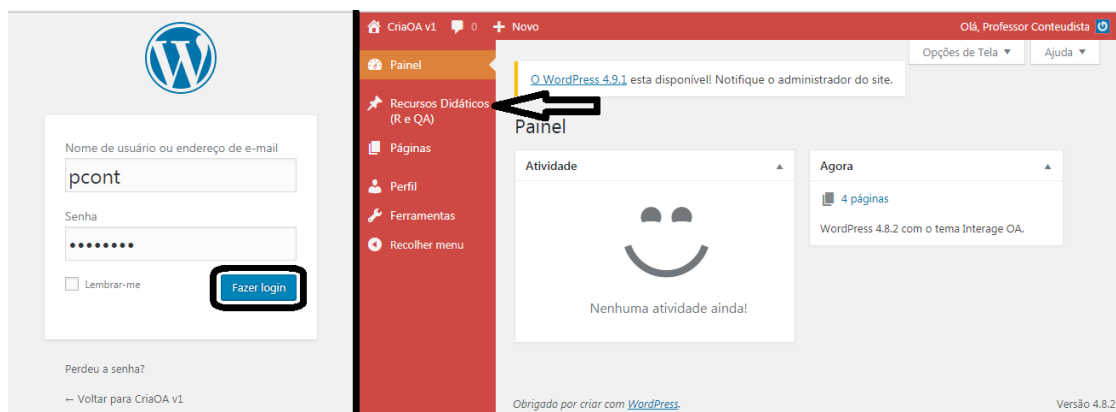 Nome de usuário ou endereço de e-mail
pcont
Senha
Lembrar-me
Fazer login
Perdeu a senha?
← Voltar para CriaOA v1
CriaOA v1
0
+ Novo
Olá, Professor Conteudista
Painel
Recursos Didáticos
(R e QA)
Páginas
Perfil
Ferramentas
Recolher menu
Opções de Tela ▼
Ajuda ▼
O WordPress 4.9.1 esta disponível! Notifique o administrador do site.
Painel
Atividade
Nenhuma atividade ainda!
Agora
4 páginas
WordPress 4.8.2 com o tema Interage OA.
Obrigado por criar com WordPress.
Versão 4.8.2